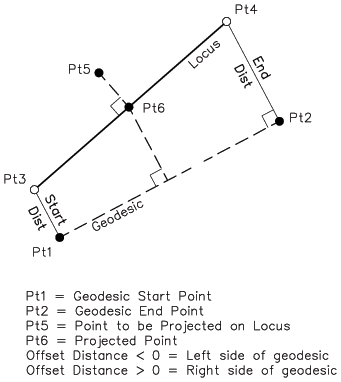 Pt4
Locus
End
Dist
Pt5
Pt6
Pt2
Pt3
Start
Dist
Geodesic
Pt1
Pt1 = Geodesic Start Point
Pt2 = Geodesic End Point
Pt5 = Point to be Projected on Locus
Pt6 = Projected Point
Offset Distance < 0 = Left side of geodesic
Offset Distance > 0 = Right side of geodesic